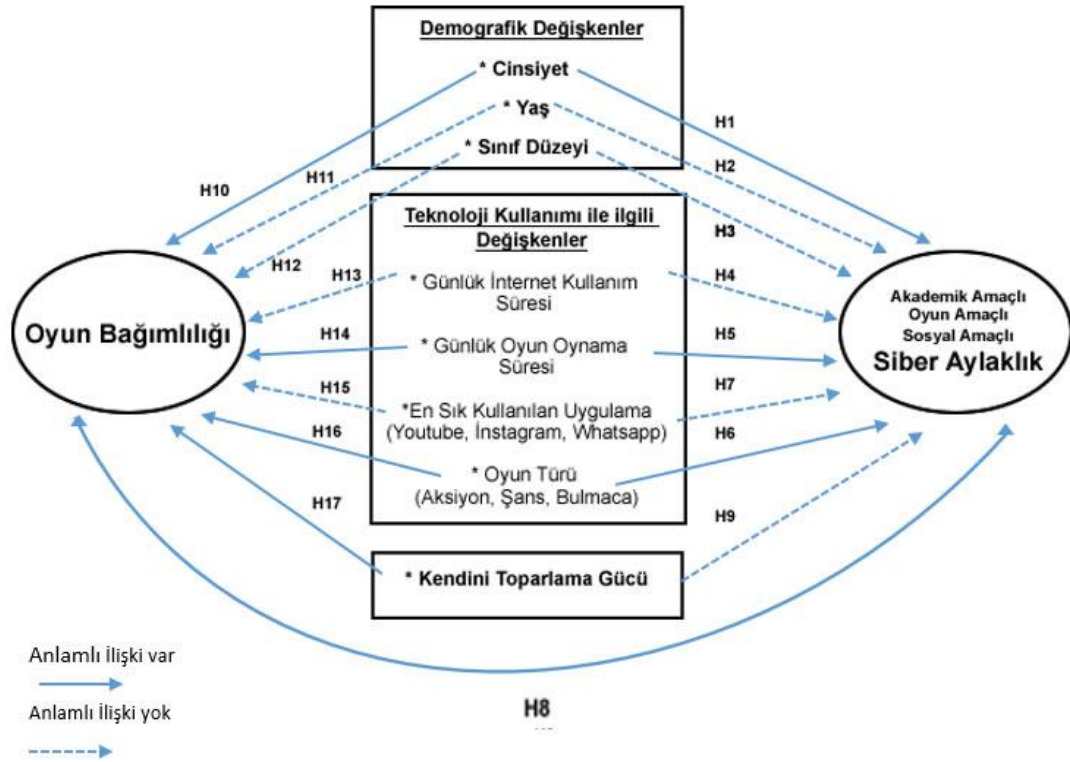 Demografik Değişkenler
* Cinsiyet
* Yaş
* Sınıf Düzeyi
H1
H2
H3
H10
H11
H12
Teknoloji Kullanımı ile ilgili
Değişkenler
* Günlük İnternet Kullanım
Süresi
* Günlük Oyun Oynama
Süresi
*En Sık Kullanılan Uygulama
(Youtube, İnstagram, Whatsapp)
* Oyun Türü
(Aksiyon, Şans, Bulmaca)
H13
H14
H15
H16
H17
H4
H5
H7
H6
H9
Oyun Bağımlılığı
Akademik Amaçlı
Oyun Amaçlı
Sosyal Amaçlı
Siber Aylaklık
* Kendini Toparlama Gücü
Anlamlı İlişki var
Anlamlı İlişki yok
H8